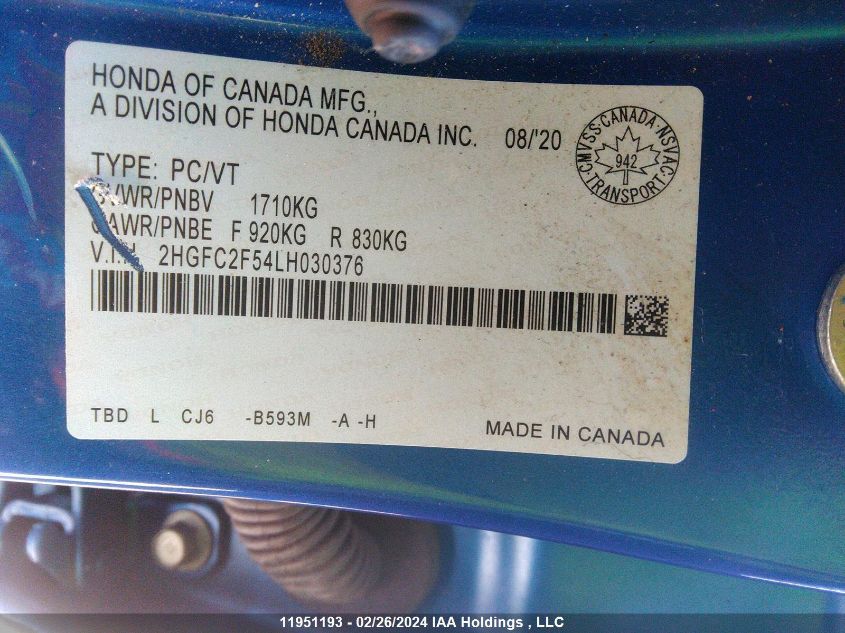 HONDA OF CANADA MFG.,
A DIVISION OF HONDA CANADA INC. 08/'20
CMVSS·CANADA·NSVAC
942
TRANSPORT
TYPE: PC/VT
/WR/PNBV 1710KG
AWR/PNBE F 920KG R 830KG
V.I. 2HGFC2F54LH030376
TBD L CJ6 -B593M -A -H
MADE IN CANADA
11951193 - 02/26/2024 IAA Holdings , LLC